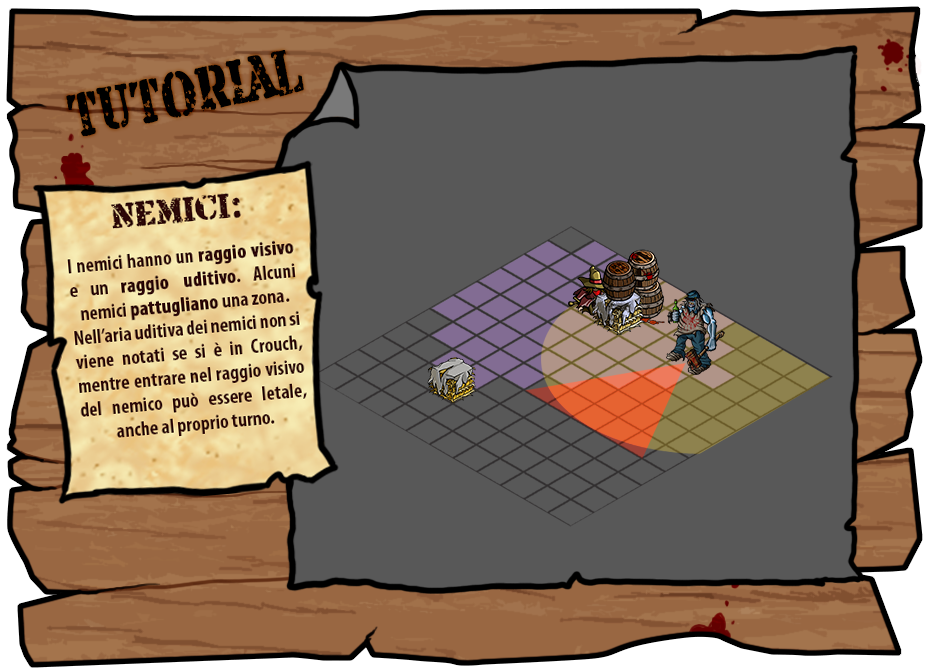 TUTORIAL
NEMICI:
I nemici hanno un raggio visivo
e un raggio uditivo. Alcuni
nemici pattugliano una zona.
Nell'aria uditiva dei nemici non si
viene notati se si è in Crouch,
mentre entrare nel raggio visivo
del nemico può essere letale,
anche al proprio turno.